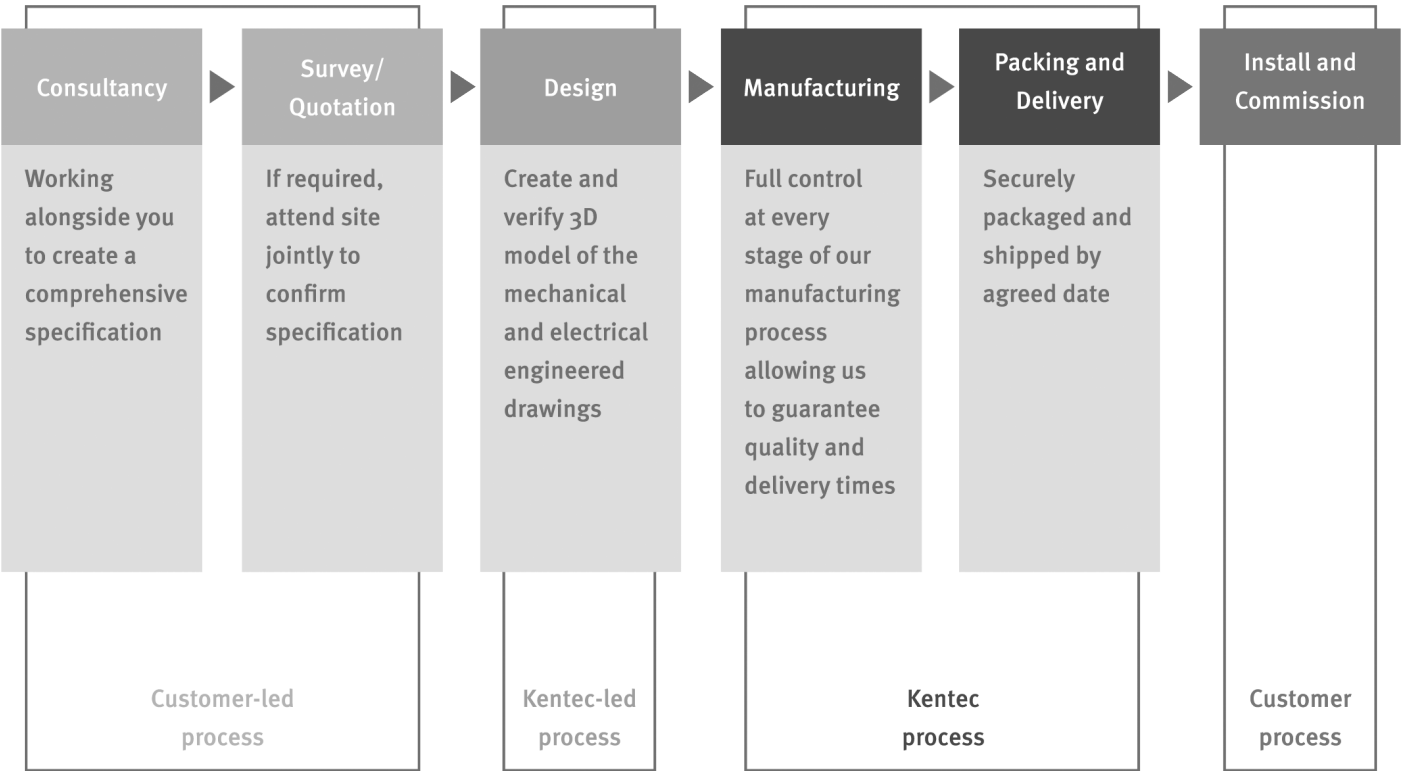 Consultancy
Working
alongside you
to create a
comprehensive
specification
Survey/
Quotation
If required,
attend site
jointly to
confirm
specification
Design
Create and
verify 3D
model of the
mechanical
and electrical
engineered
drawings
Manufacturing
Full control
at every
stage of our
manufacturing
process
allowing us
to guarantee
quality and
delivery times
Packing and
Delivery
Securely
packaged and
shipped by
agreed date
Install and
Commission
Customer-led
process
Kentec-led
process
Kentec
process
Customer
process